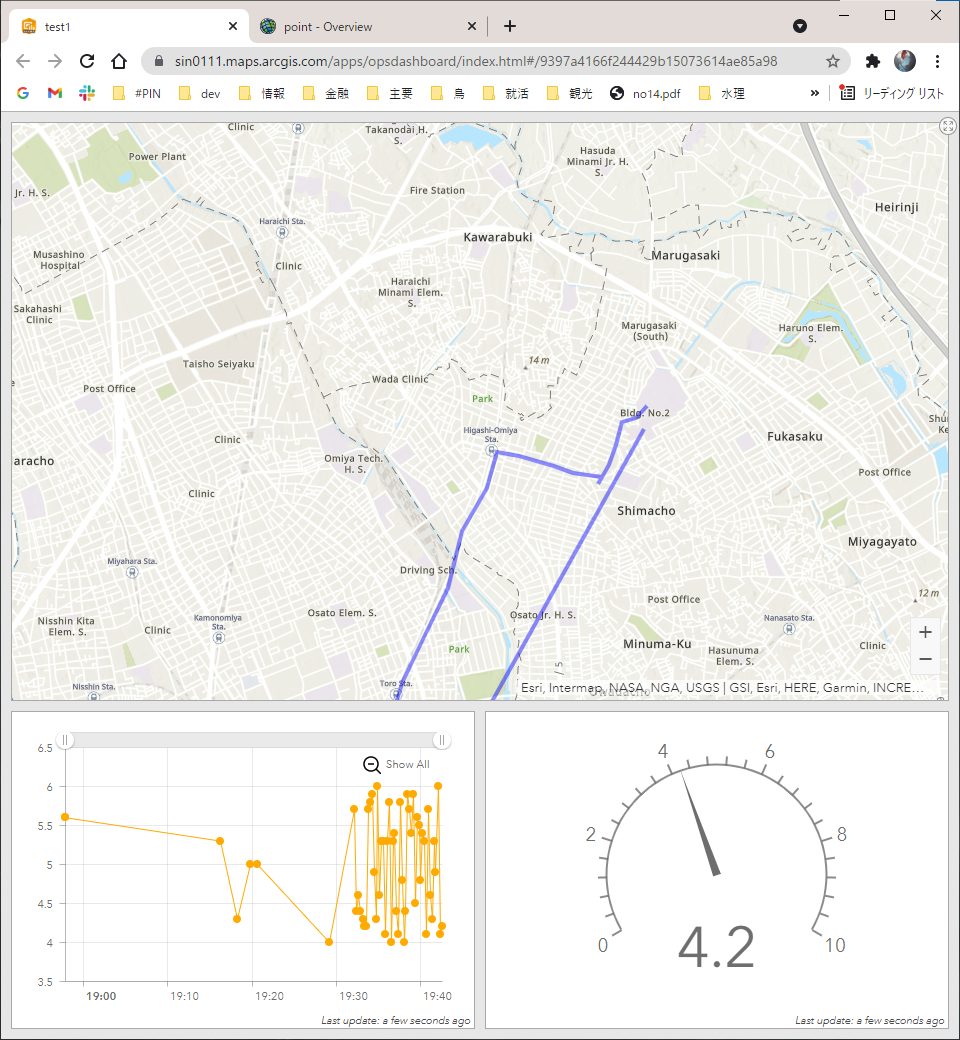 test1
point - Overview
sin0111.maps.arcgis.com/apps/opsdashboard/index.html#/9397a4166f244429b15073614ae85a98
#PIN
dev
情報
金融
主要
鳥
就活
観光
no14.pdf
水理
»
リーディング リスト
Clinic
Takanodai H.
S.
Power Plant
Hasuda
Minami Jr. H.
S.
Jr. H. S.
Fire Station
Heirinji
Haraichi Sta.
Kawarabuki
Musashino
Hospital
Clinic
Marugasaki
Haraichi
Minami Elem.
S.
Sakahashi
Clinic
Marugasaki
(South)
Haruno Elem.
S.
Taisho Seiyaku
14 m
Post Office
Wada Clinic
Park
Bldg. No.2
Higashi-Omiya
Sta.
Clinic
Fukasaku
aracho
Omiya Tech.
H. S.
Post Office
Clinic
Shimacho
Miyagayato
Miyahara Sta.
Driving Sch.
12 m
Post Office
Osato Elem. S.
Osato Jr. H. S.
Kamonomiya
Sta.
Nanasato Sta.
Nisshin Kita
Elem. S.
Clinic
Minuma-Ku
Clinic
Park
Hasunuma
Elem. S.
Nisshin Sta.
Toro Sta.
Esri, Intermap, NASA, NGA, USGS | GSI, Esri, HERE, Garmin, INCRE…
6.5
Show All
6
5.5
5
4.5
4
3.5
19:00
19:10
19:20
19:30
19:40
Last update: a few seconds ago
4
6
2
8
0
10
4.2
Last update: a few seconds ago